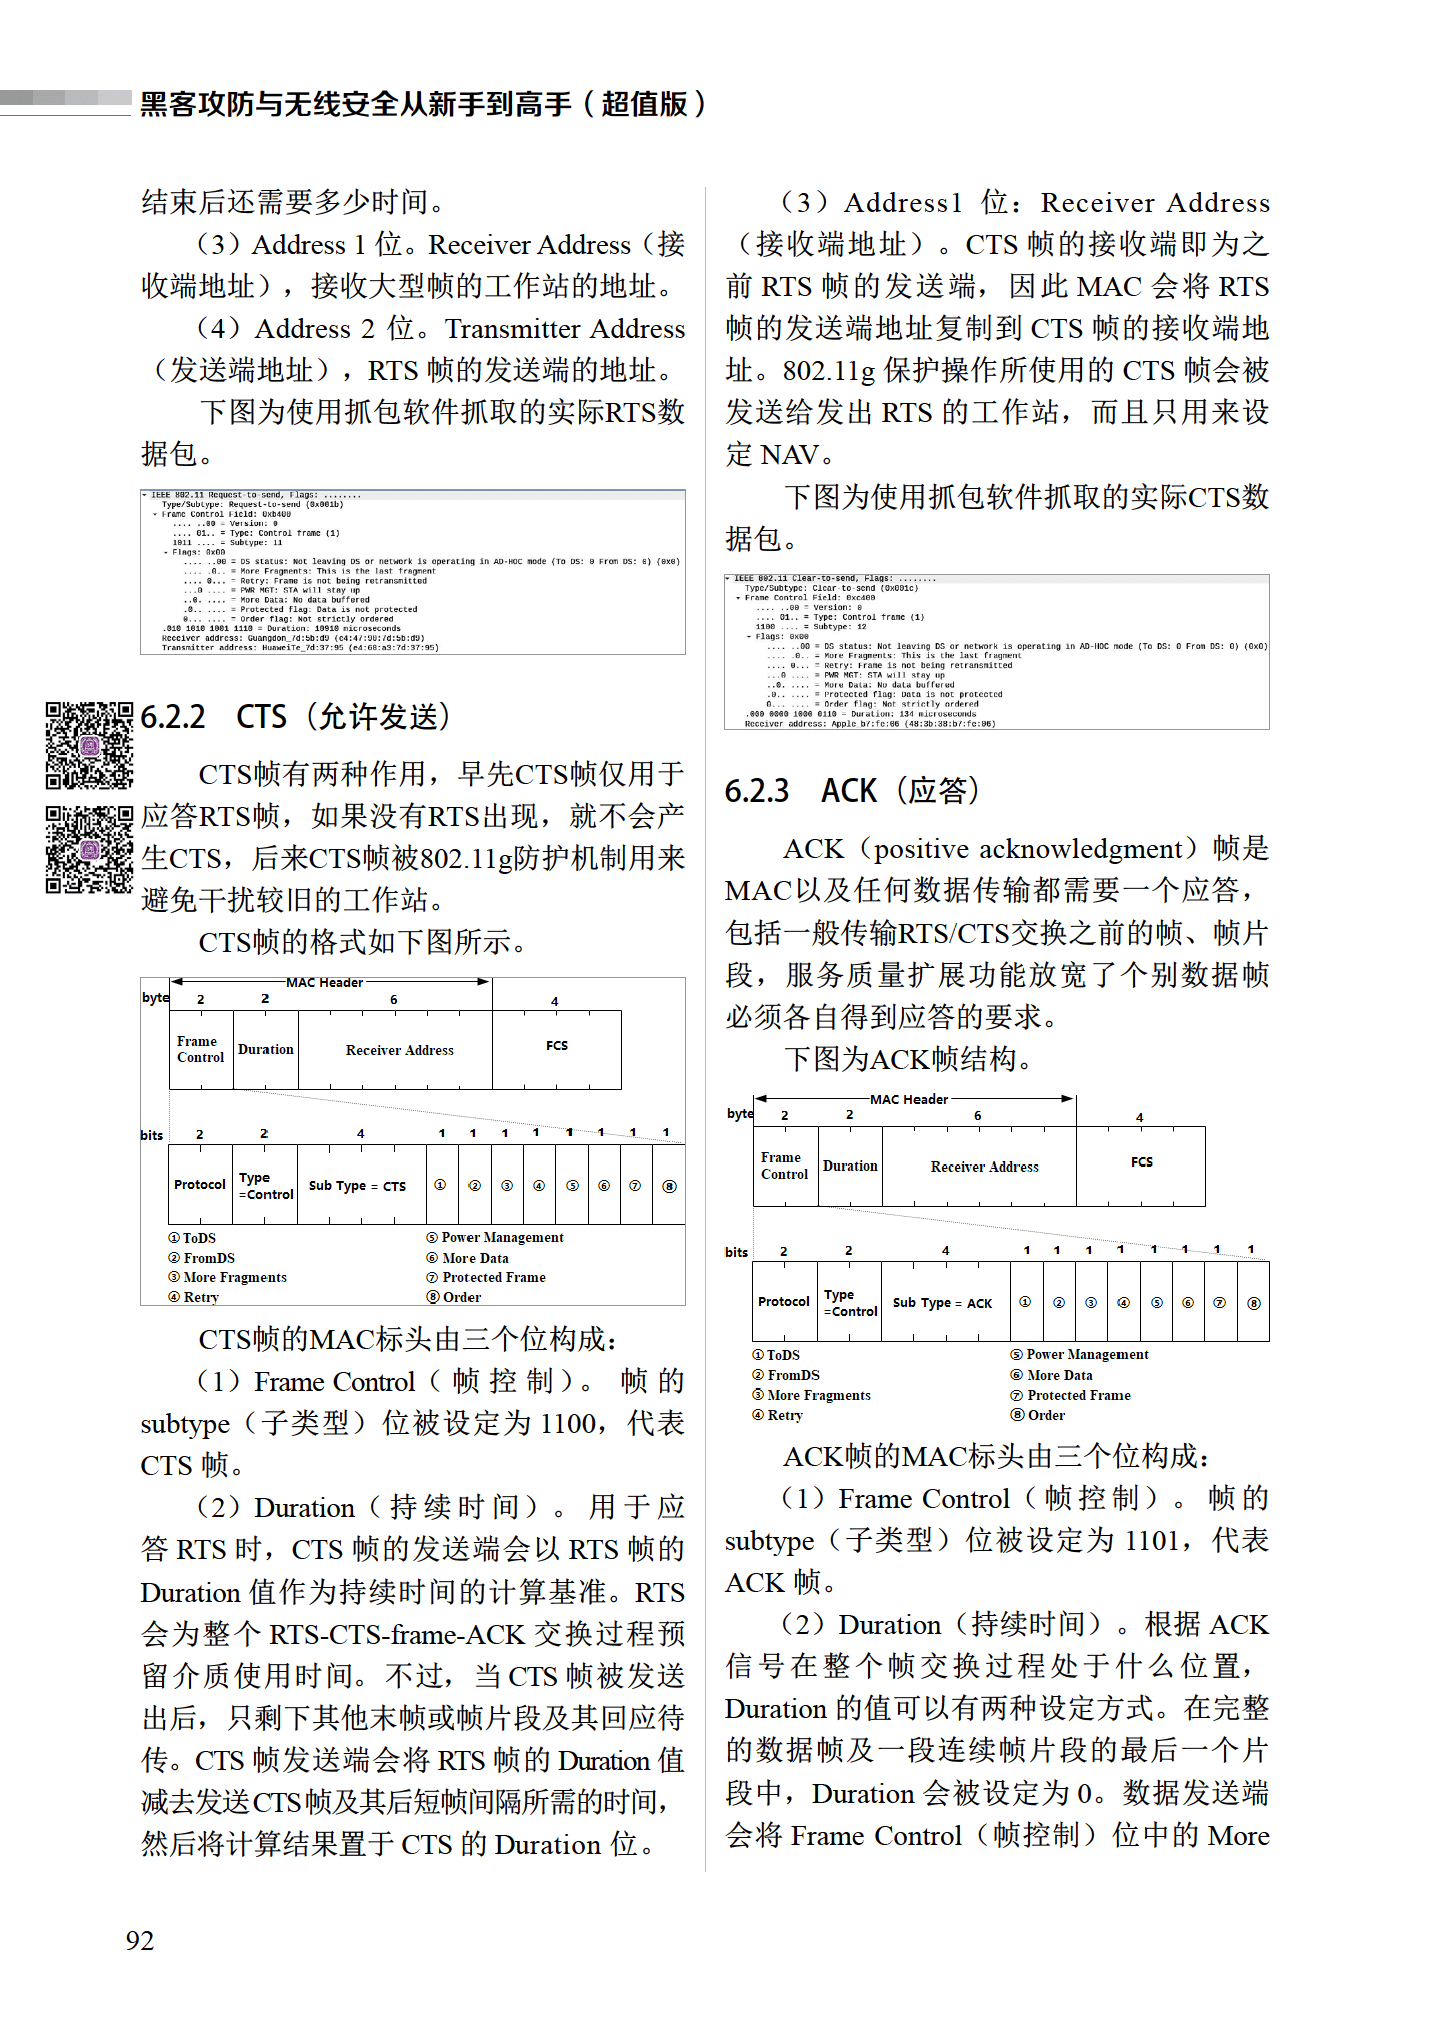 黑客攻防与无线安全从新手到高手（超值版）
结束后还需要多少时间。
（3）Address 1 位。Receiver Address（接
收端地址），接收大型帧的工作站的地址。
（4）Address 2 位。Transmitter Address
（发送端地址），RTS 帧的发送端的地址。
下图为使用抓包软件抓取的实际RTS数
据包。
IEEE 802.11 Request-to-send, Flags: ........
Type/Subtype: Request-to-send (0x001b)
Frame Control Field: 0xb400
.... ..00 = Version: 0
.... 01.. = Type: Control frame (1)
1011 .... = Subtype: 11
Flags: 0x00
.... ..00 = DS status: Not leaving DS or network is operating in AD-HOC mode (To DS: 0 From DS: 0) (0x0)
.... .0.. = More Fragments: This is the last fragment
.... 0... = Retry: Frame is not being retransmitted
...0 .... = PWR MGT: STA will stay up
..0. .... = More Data: No data buffered
.0.. .... = Protected flag: Data is not protected
0... .... = Order flag: Not strictly ordered
.010 1010 1001 1110 = Duration: 10910 microseconds
Receiver address: Guangdon_7d:5b:d9 (c4:47:90:7d:5b:d9)
Transmitter address: HuaweiTe_7d:37:95 (e4:68:a3:7d:37:95)
6.2.2 CTS（允许发送）
CTS帧有两种作用，早先CTS帧仅用于
应答RTS帧，如果没有RTS出现，就不会产
生CTS，后来CTS帧被802.11g防护机制用来
避免干扰较旧的工作站。
CTS帧的格式如下图所示。
MAC Header
byte 2 2 6 4
Frame Control Duration Receiver Address FCS
bits 2 2 4 1 1 1 1 1 1 1 1
Protocol Type =Control Sub Type = CTS ① ② ③ ④ ⑤ ⑥ ⑦ ⑧
① ToDS ⑤ Power Management
② FromDS ⑥ More Data
③ More Fragments ⑦ Protected Frame
④ Retry ⑧ Order
CTS帧的MAC标头由三个位构成：
（1）Frame Control（帧控制）。帧的
subtype（子类型）位被设定为 1100，代表
CTS 帧。
（2）Duration（持续时间）。用于应
答 RTS 时，CTS 帧的发送端会以 RTS 帧的
Duration 值作为持续时间的计算基准。RTS
会为整个 RTS-CTS-frame-ACK 交换过程预
留介质使用时间。不过，当 CTS 帧被发送
出后，只剩下其他末帧或帧片段及其回应待
传。CTS 帧发送端会将 RTS 帧的 Duration 值
减去发送CTS帧及其后短帧间隔所需的时间，
然后将计算结果置于 CTS 的 Duration 位。
（3）Address1 位：Receiver Address
（接收端地址）。CTS 帧的接收端即为之
前 RTS 帧的发送端，因此 MAC 会将 RTS
帧的发送端地址复制到 CTS 帧的接收端地
址。802.11g 保护操作所使用的 CTS 帧会被
发送给发出 RTS 的工作站，而且只用来设
定 NAV。
下图为使用抓包软件抓取的实际CTS数
据包。
IEEE 802.11 Clear-to-send, Flags: ........
Type/Subtype: Clear-to-send (0x001c)
Frame Control Field: 0xc400
.... ..00 = Version: 0
.... 01.. = Type: Control frame (1)
1100 .... = Subtype: 12
Flags: 0x00
.... ..00 = DS status: Not leaving DS or network is operating in AD-HOC mode (To DS: 0 From DS: 0) (0x0)
.... .0.. = More Fragments: This is the last fragment
.... 0... = Retry: Frame is not being retransmitted
...0 .... = PWR MGT: STA will stay up
..0. .... = More Data: No data buffered
.0.. .... = Protected flag: Data is not protected
0... .... = Order flag: Not strictly ordered
.000 0000 1000 0110 = Duration: 134 microseconds
Receiver address: Apple_b7:fe:06 (48:3b:38:b7:fe:06)
6.2.3 ACK（应答）
ACK（positive acknowledgment）帧是
MAC以及任何数据传输都需要一个应答，
包括一般传输RTS/CTS交换之前的帧、帧片
段，服务质量扩展功能放宽了个别数据帧
必须各自得到应答的要求。
下图为ACK帧结构。
MAC Header
byte 2 2 6 4
Frame Control Duration Receiver Address FCS
bits 2 2 4 1 1 1 1 1 1 1 1
Protocol Type =Control Sub Type = ACK ① ② ③ ④ ⑤ ⑥ ⑦ ⑧
① ToDS ⑤ Power Management
② FromDS ⑥ More Data
③ More Fragments ⑦ Protected Frame
④ Retry ⑧ Order
ACK帧的MAC标头由三个位构成：
（1）Frame Control（帧控制）。帧的
subtype（子类型）位被设定为 1101，代表
ACK 帧。
（2）Duration（持续时间）。根据 ACK
信号在整个帧交换过程处于什么位置，
Duration 的值可以有两种设定方式。在完整
的数据帧及一段连续帧片段的最后一个片
段中，Duration 会被设定为 0。数据发送端
会将 Frame Control（帧控制）位中的 More
92